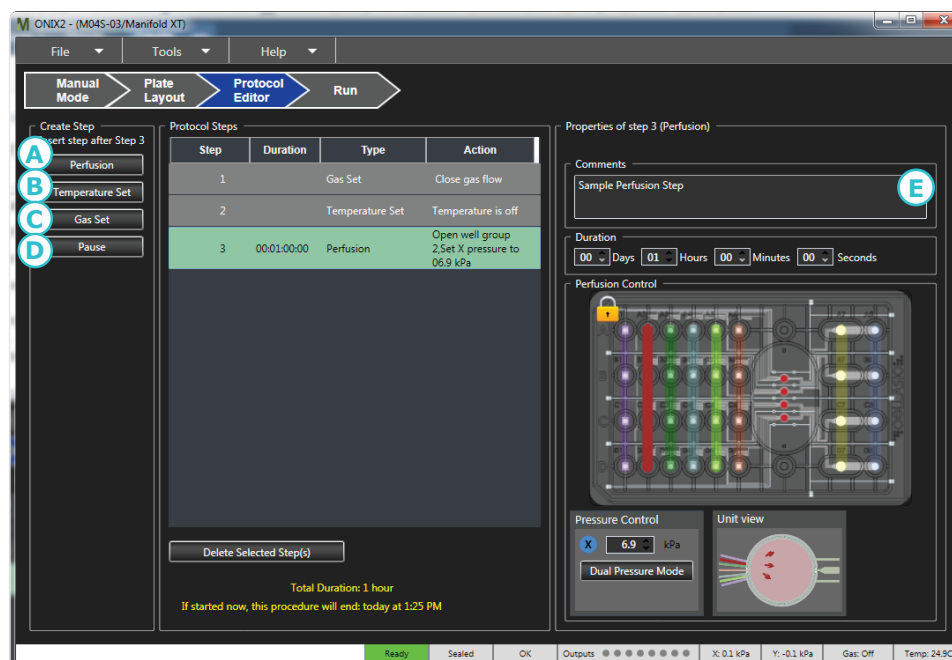 ONIX2 - (M04S-03/Manifold XT)
File Tools Help
Manual Mode
Plate Layout
Protocol Editor
Run
Create Step
Insert step after Step 3
A Perfusion
B Temperature Set
C Gas Set
D Pause
Protocol Steps
Step Duration Type Action
1 Gas Set Close gas flow
2 Temperature Set Temperature is off
3 00:01:00:00 Perfusion Open well group
2,Set X pressure to
06.9 kPa
Delete Selected Step(s)
Total Duration: 1 hour
If started now, this procedure will end: today at 1:25 PM
Properties of step 3 (Perfusion)
Comments
Sample Perfusion Step
E
Duration
00 Days 01 Hours 00 Minutes 00 Seconds
Perfusion Control
A
B
C
D
Pressure Control
X 6.9 kPa
Dual Pressure Mode
Unit view
Ready Sealed OK Outputs X: 0.1 kPa Y: -0.1 kPa Gas: Off Temp: 24.9C